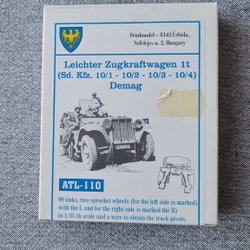 Friulmodel - 8142 Úrhida,
Nefelejcs u. 2. Hungary
Leichter Zugkraftwagen 1t
(Sd. Kfz. 10/1 - 10/2 - 10/3 - 10/4)
Demag
ATL-110
90 links, two sprocket wheels (for the left side is marked
with the L and for the right side is marked the R)
in 1/35 th scale and a wire to obtain the track pivots.